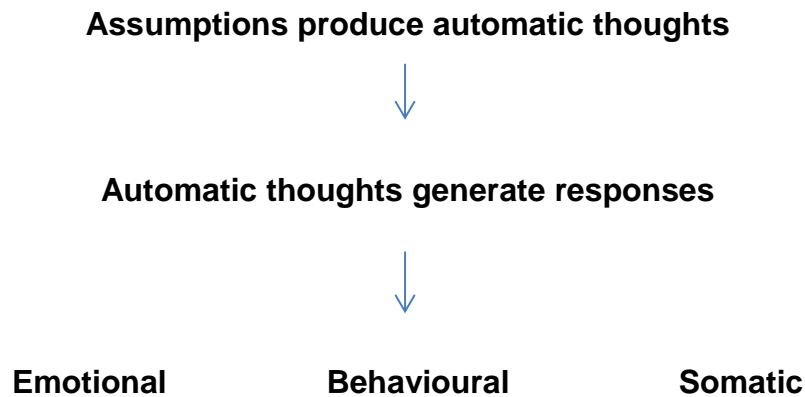 Assumptions produce automatic thoughts
Automatic thoughts generate responses
Emotional Behavioural Somatic